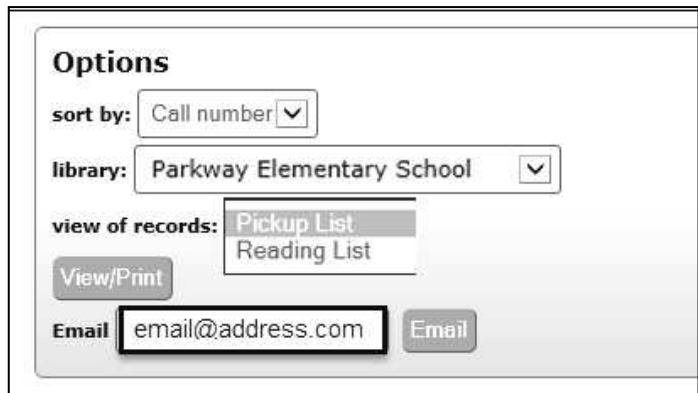 Options
sort by: Call number
library: Parkway Elementary School
view of records: Pickup List
Reading List
View/Print
Email email@address.com Email